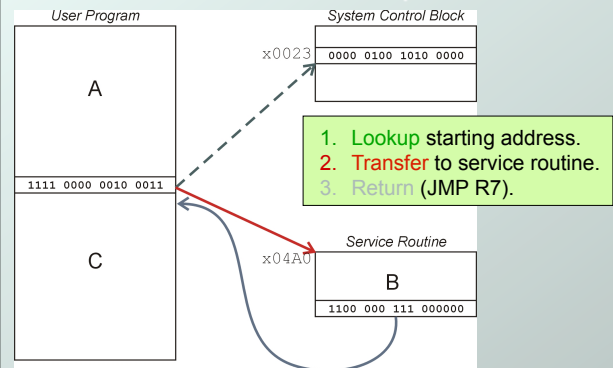 User Program
System Control Block
x0023
0000 0100 1010 0000
A
1. Lookup starting address.
2. Transfer to service routine.
3. Return (JMP R7).
1111 0000 0010 0011
Service Routine
x04A0
C
B
1100 000 111 000000